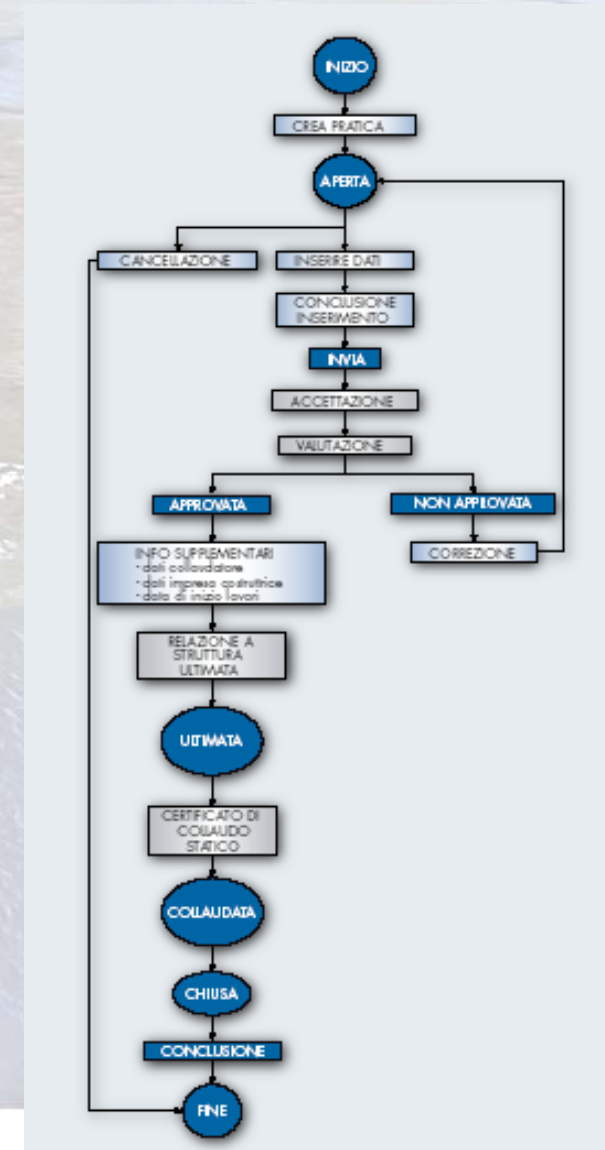 INIZIO
CREA PRATICA
APERTA
CANCELLAZIONE
INSERIRE DATI
CONCLUSIONE
INSERIMENTO
INVIA
ACCETTAZIONE
VALUTAZIONE
APPROVATA
NON APPROVATA
INFO SUPPLEMENTARI
- dati collaudatore
- dati impresa costruttrice
- data di inizio lavori
CORREZIONE
RELAZIONE A
STRUTTURA
ULTIMATA
ULTIMATA
CERTIFICATO DI
COLLAUDO
STATICO
COLLAUDATA
CHIUSA
CONCLUSIONE
FINE